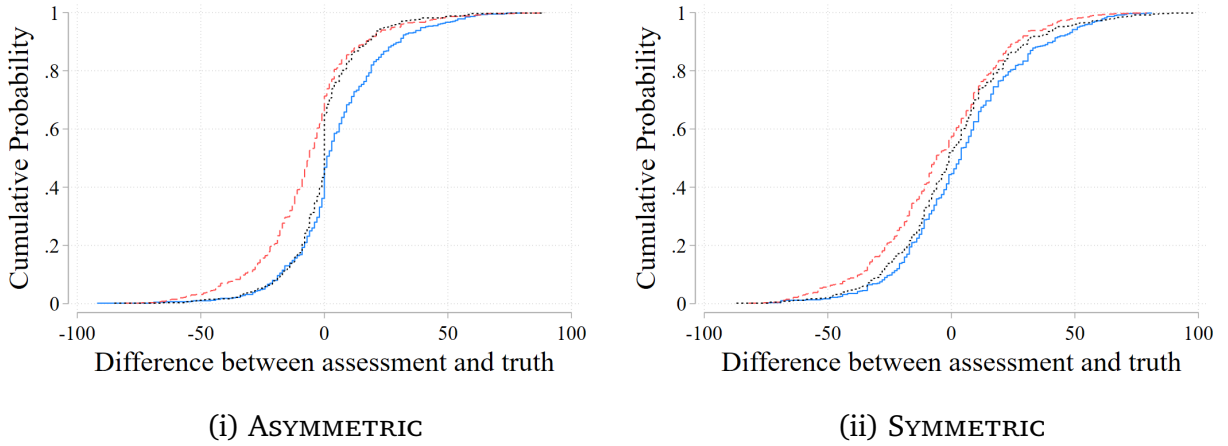 Cumulative Probability
1
.8
.6
.4
.2
0
-100 -50 0 50 100
Difference between assessment and truth
(i) ASYMMETRIC
Cumulative Probability
1
.8
.6
.4
.2
0
-100 -50 0 50 100
Difference between assessment and truth
(ii) SYMMETRIC